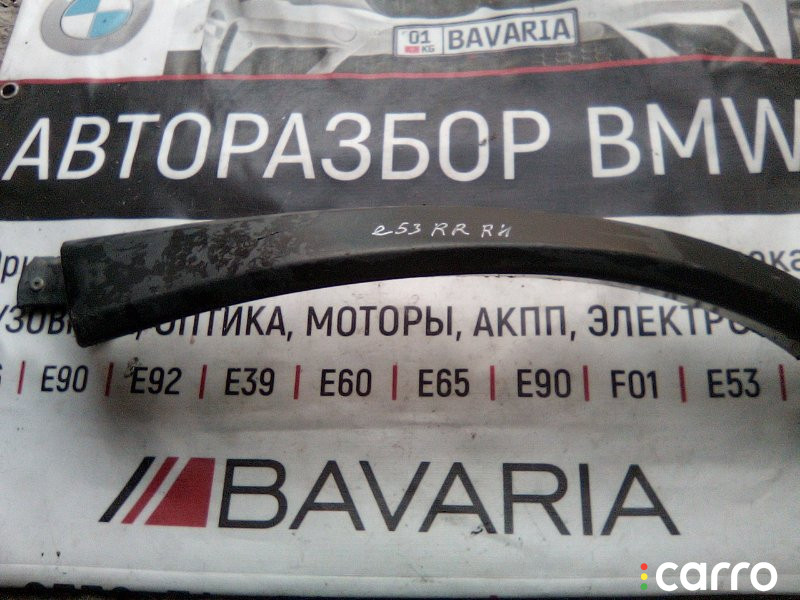 01 KG BAVARIA
АВТОРАЗБОР BMW
e53 RR RH
ОПТИКА, МОТОРЫ, АКПП, ЭЛЕКТРО
| E90 | E92 | E39 | E60 | E65 | E90 | F01 | E53 |
BAVARIA
carro